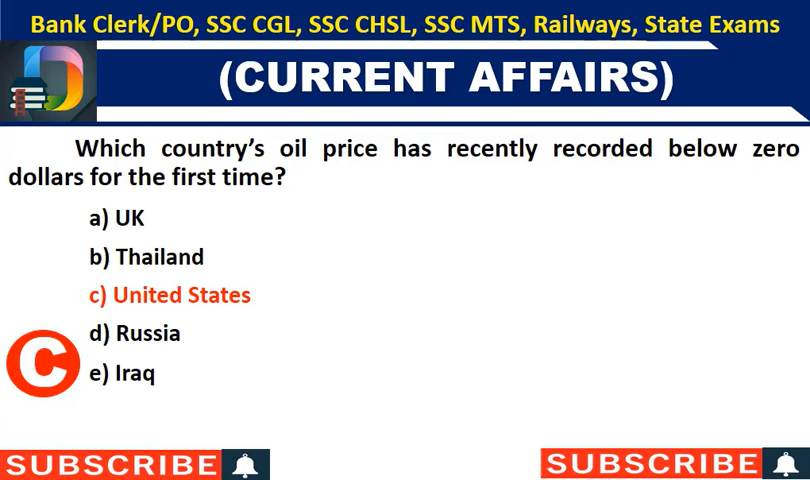 Bank Clerk/PO, SSC CGL, SSC CHSL, SSC MTS, Railways, State Exams
(CURRENT AFFAIRS)
Which country’s oil price has recently recorded below zero
dollars for the first time?
a) UK
b) Thailand
c) United States
d) Russia
C
e) Iraq
SUBSCRIBE
SUBSCRIBE